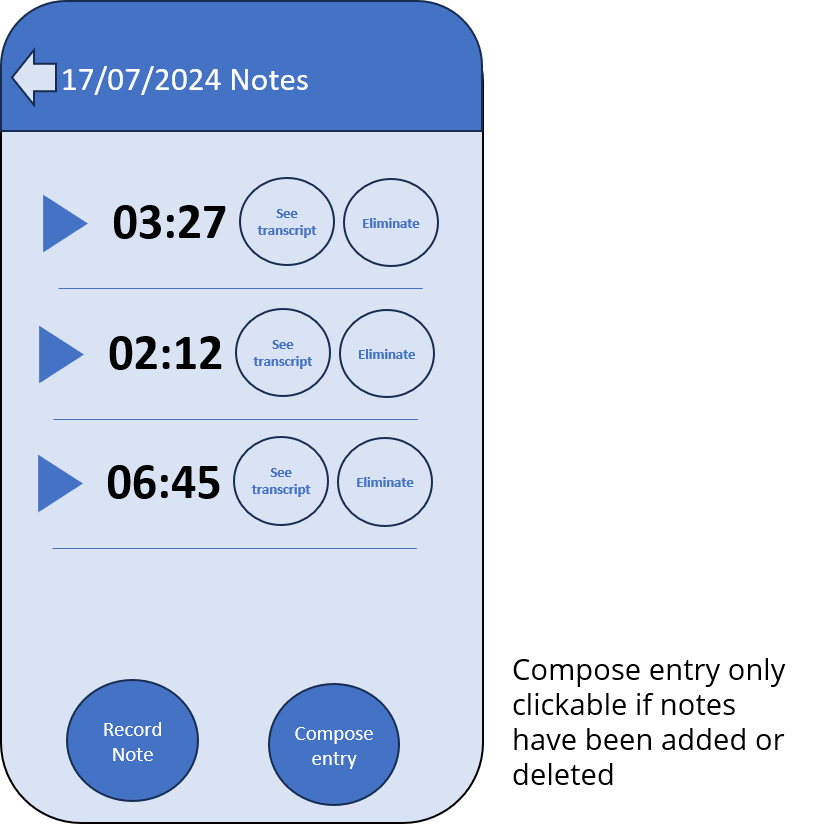 17/07/2024 Notes
03:27
See
transcript
Eliminate
02:12
See
transcript
Eliminate
06:45
See
transcript
Eliminate
Record
Note
Compose
entry
Compose entry only
clickable if notes
have been added or
deleted